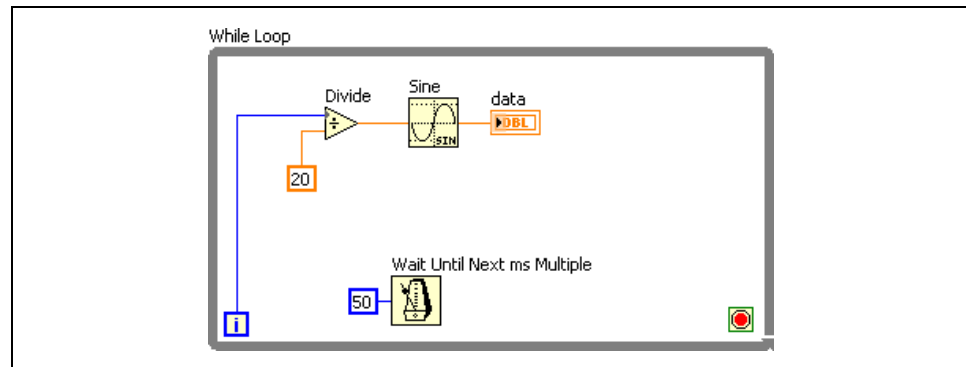 While Loop
Divide
Sine
data
÷
SIN
DBL
20
Wait Until Next ms Multiple
50
i